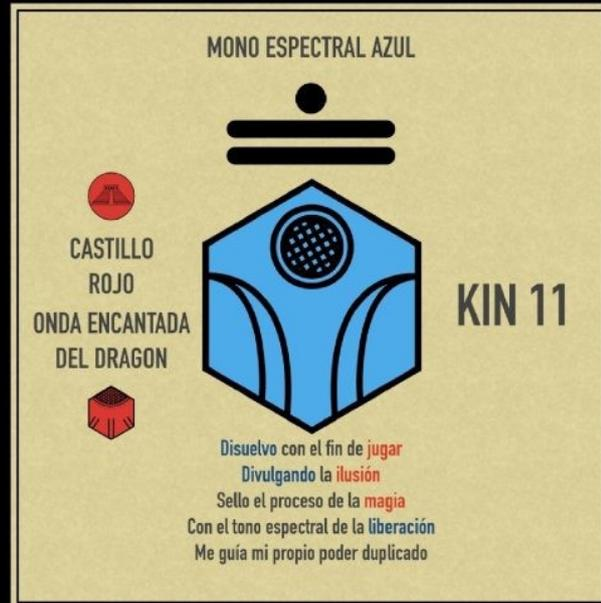 MONO ESPECTRAL AZUL
CASTILLO
ROJO
ONDA ENCANTADA
DEL DRAGON
KIN 11
Disuelvo con el fin de jugar
Divulgando la ilusión
Sello el proceso de la magia
Con el tono espectral de la liberación
Me guía mi propio poder duplicado